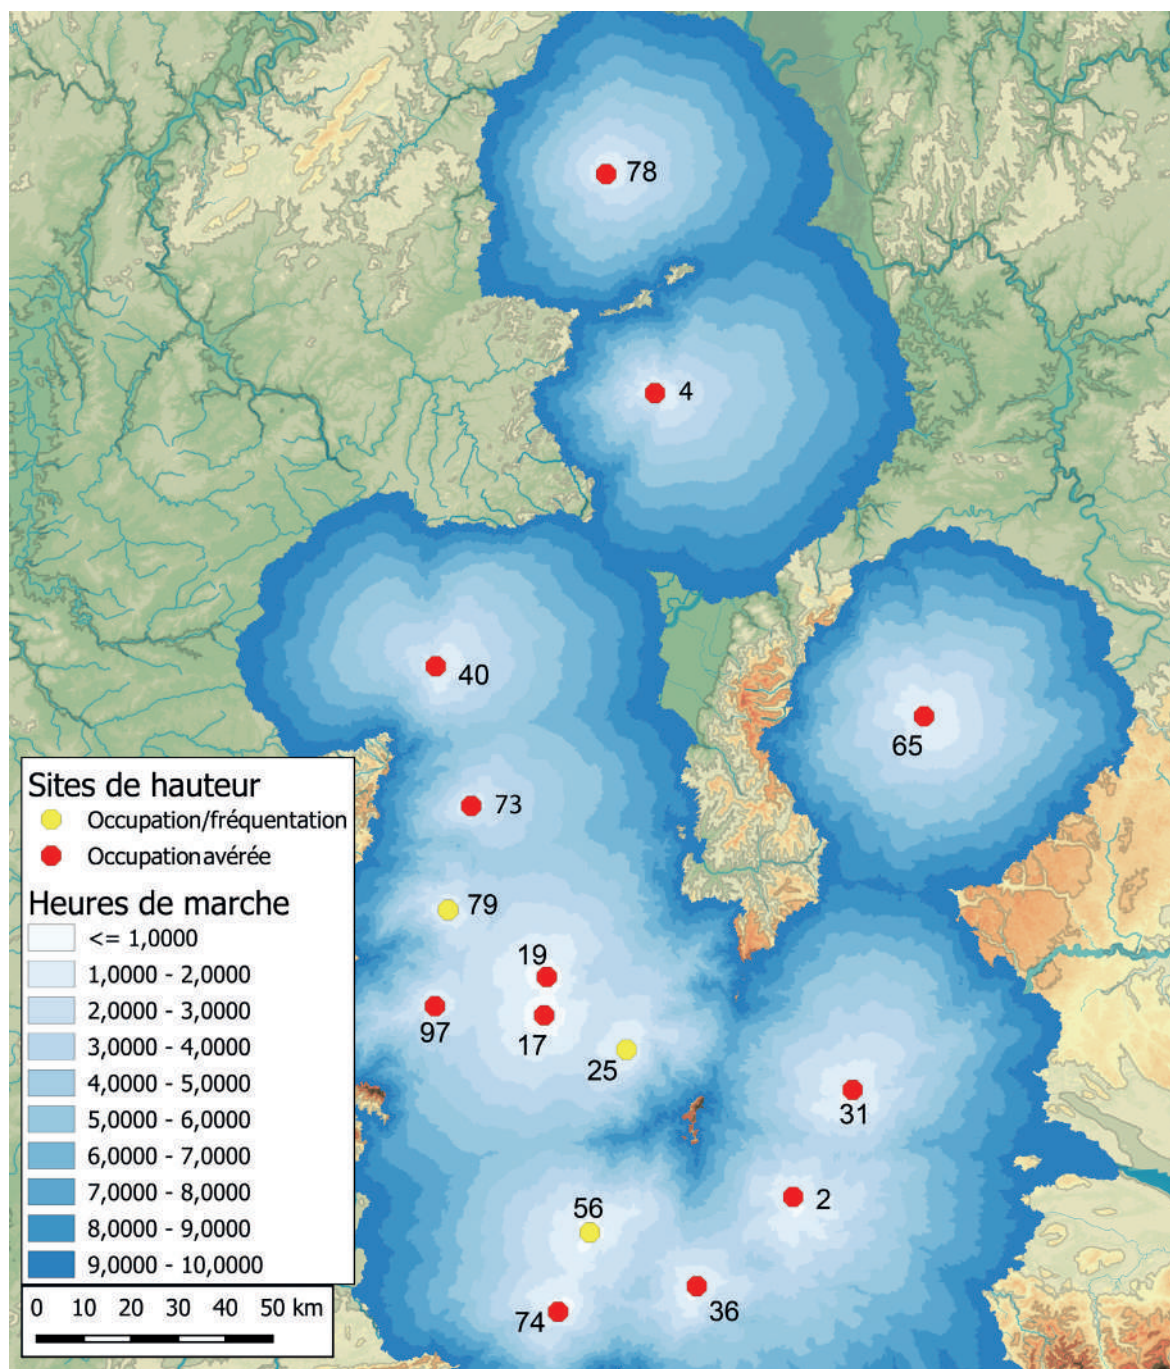 78
4
40
65
73
79
19
97
17
25
31
2
56
36
74
Sites de hauteur
Occupation/fréquentation
Occupation avérée
Heures de marche
<= 1,0000
1,0000 - 2,0000
2,0000 - 3,0000
3,0000 - 4,0000
4,0000 - 5,0000
5,0000 - 6,0000
6,0000 - 7,0000
7,0000 - 8,0000
8,0000 - 9,0000
9,0000 - 10,0000
0 10 20 30 40 50 km